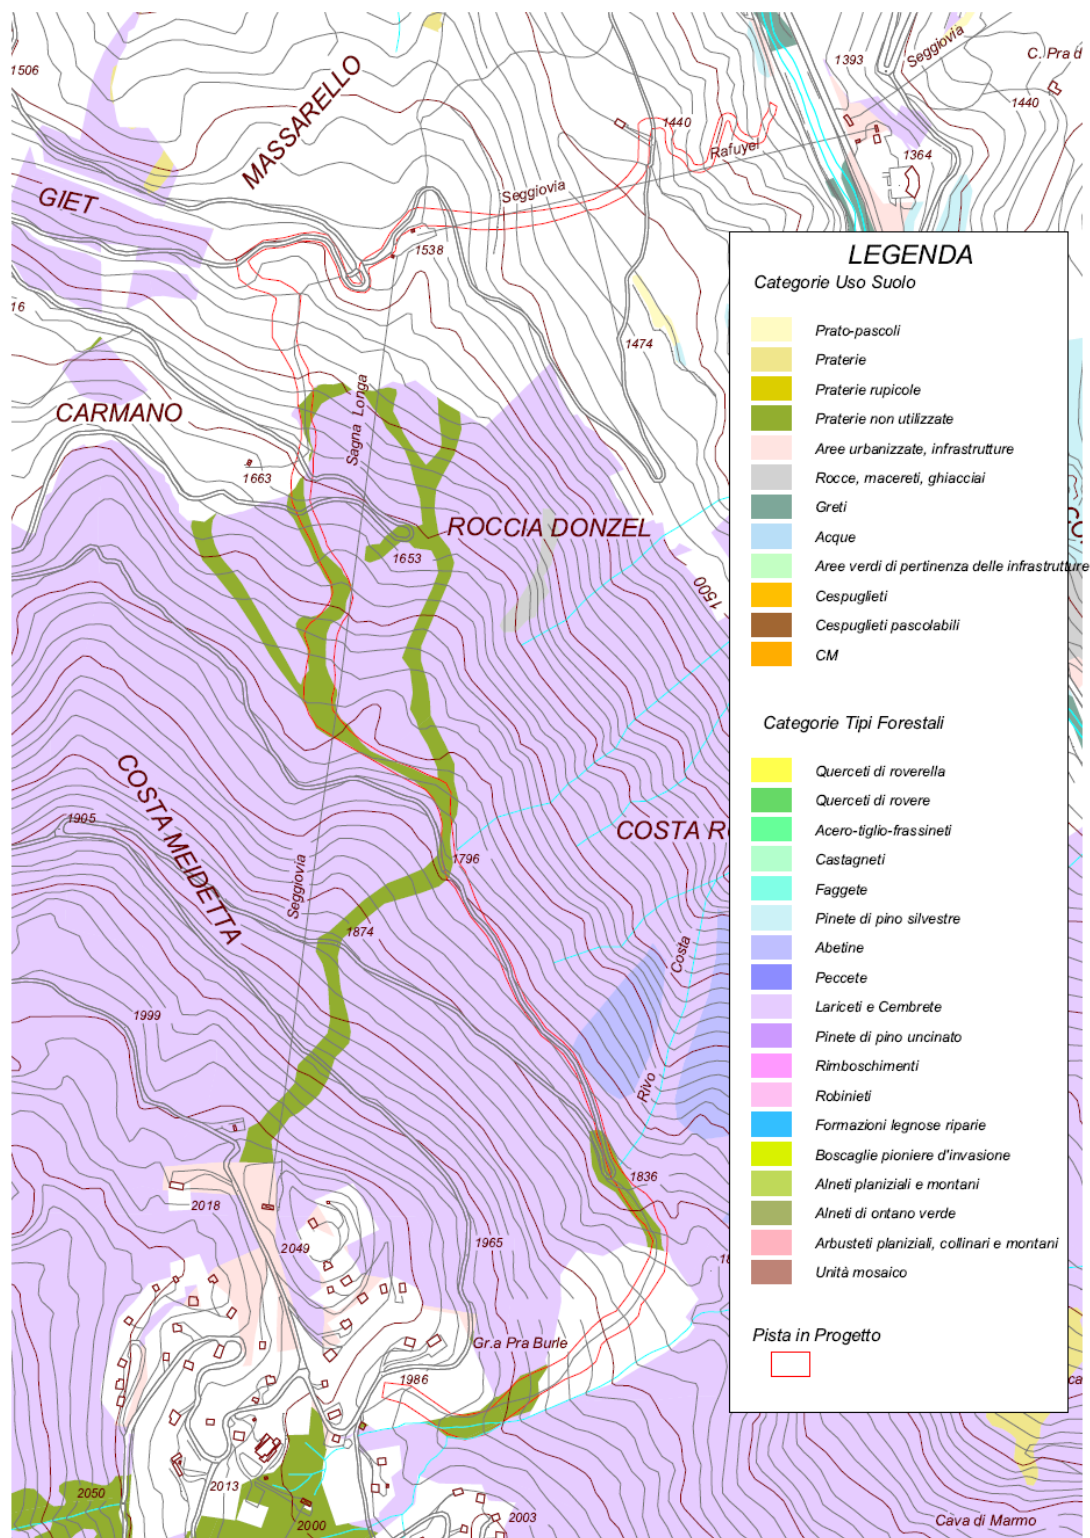 1506
MASSARELLO
1393
Seggiovia
C. Pra d
1440
1440
Rafuyel
1364
GIET
Seggiovia
1538
16
1474
CARMANO
Sagna Longa
1663
ROCCIA DONZEL
1653
1500
COSTA MEIDETTA
1905
COSTA R
1796
Seggiovia
1874
Costa
1999
Rivo
1836
2018
2049
1965
18
Gr.a Pra Burle
1986
2013
2050
2000
2003
Cava di Marmo
ca
LEGENDA
Categorie Uso Suolo
Prato-pascoli
Praterie
Praterie rupicole
Praterie non utilizzate
Aree urbanizzate, infrastrutture
Rocce, macereti, ghiacciai
Greti
Acque
Aree verdi di pertinenza delle infrastrutture
Cespuglieti
Cespuglieti pascolabili
CM
Categorie Tipi Forestali
Querceti di roverella
Querceti di rovere
Acero-tiglio-frassineti
Castagneti
Faggete
Pinete di pino silvestre
Abetine
Peccete
Lariceti e Cembrete
Pinete di pino uncinato
Rimboschimenti
Robinieti
Formazioni legnose riparie
Boscaglie pioniere d'invasione
Alneti planiziali e montani
Alneti di ontano verde
Arbusteti planiziali, collinari e montani
Unità mosaico
Pista in Progetto